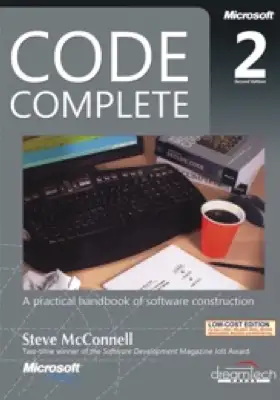 Microsoft
CODE
COMPLETE
2
Second Edition
A practical handbook of software construction
LOW-COST EDITION
Steve McConnell
Two-time winner of the Software Development Magazine Jolt Award
Microsoft
dreamtech
PRESS